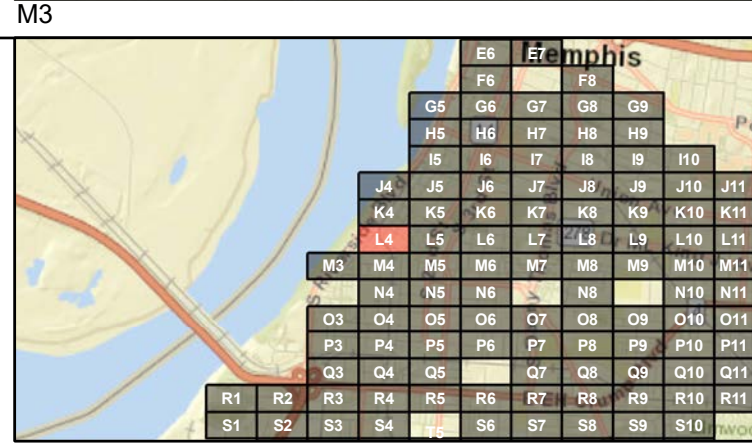 M3
Memphis
E6 E7
F6 F8
G5 G6 G7 G8 G9
H5 H6 H7 H8 H9
I5 I6 I7 I8 I9 I10
J4 J5 J6 J7 J8 J9 J10 J11
K4 K5 K6 K7 K8 K9 K10 K11
L4 L5 L6 L7 L8 L9 L10 L11
M3 M4 M5 M6 M7 M8 M9 M10 M11
N4 N5 N6 N8 N10 N11
O3 O4 O5 O6 O7 O8 O9 O10 O11
P3 P4 P5 P6 P7 P8 P9 P10 P11
Q3 Q4 Q5 Q7 Q8 Q9 Q10 Q11
R1 R2 R3 R4 R5 R6 R7 R8 R9 R10 R11
S1 S2 S3 S4 T5 S6 S7 S8 S9 S10